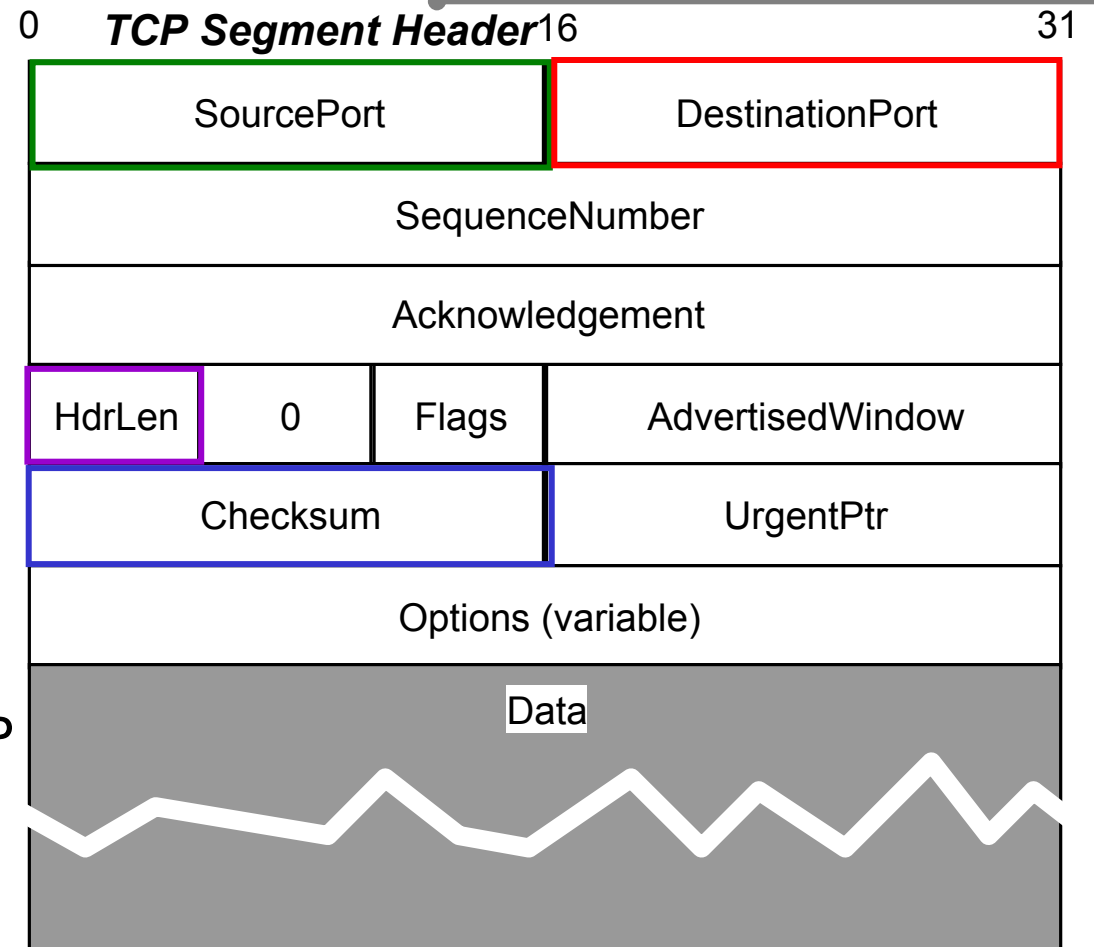 0 TCP Segment Header 16 31
SourcePort DestinationPort
SequenceNumber
Acknowledgement
HdrLen 0 Flags AdvertisedWindow
Checksum UrgentPtr
Options (variable)
Data